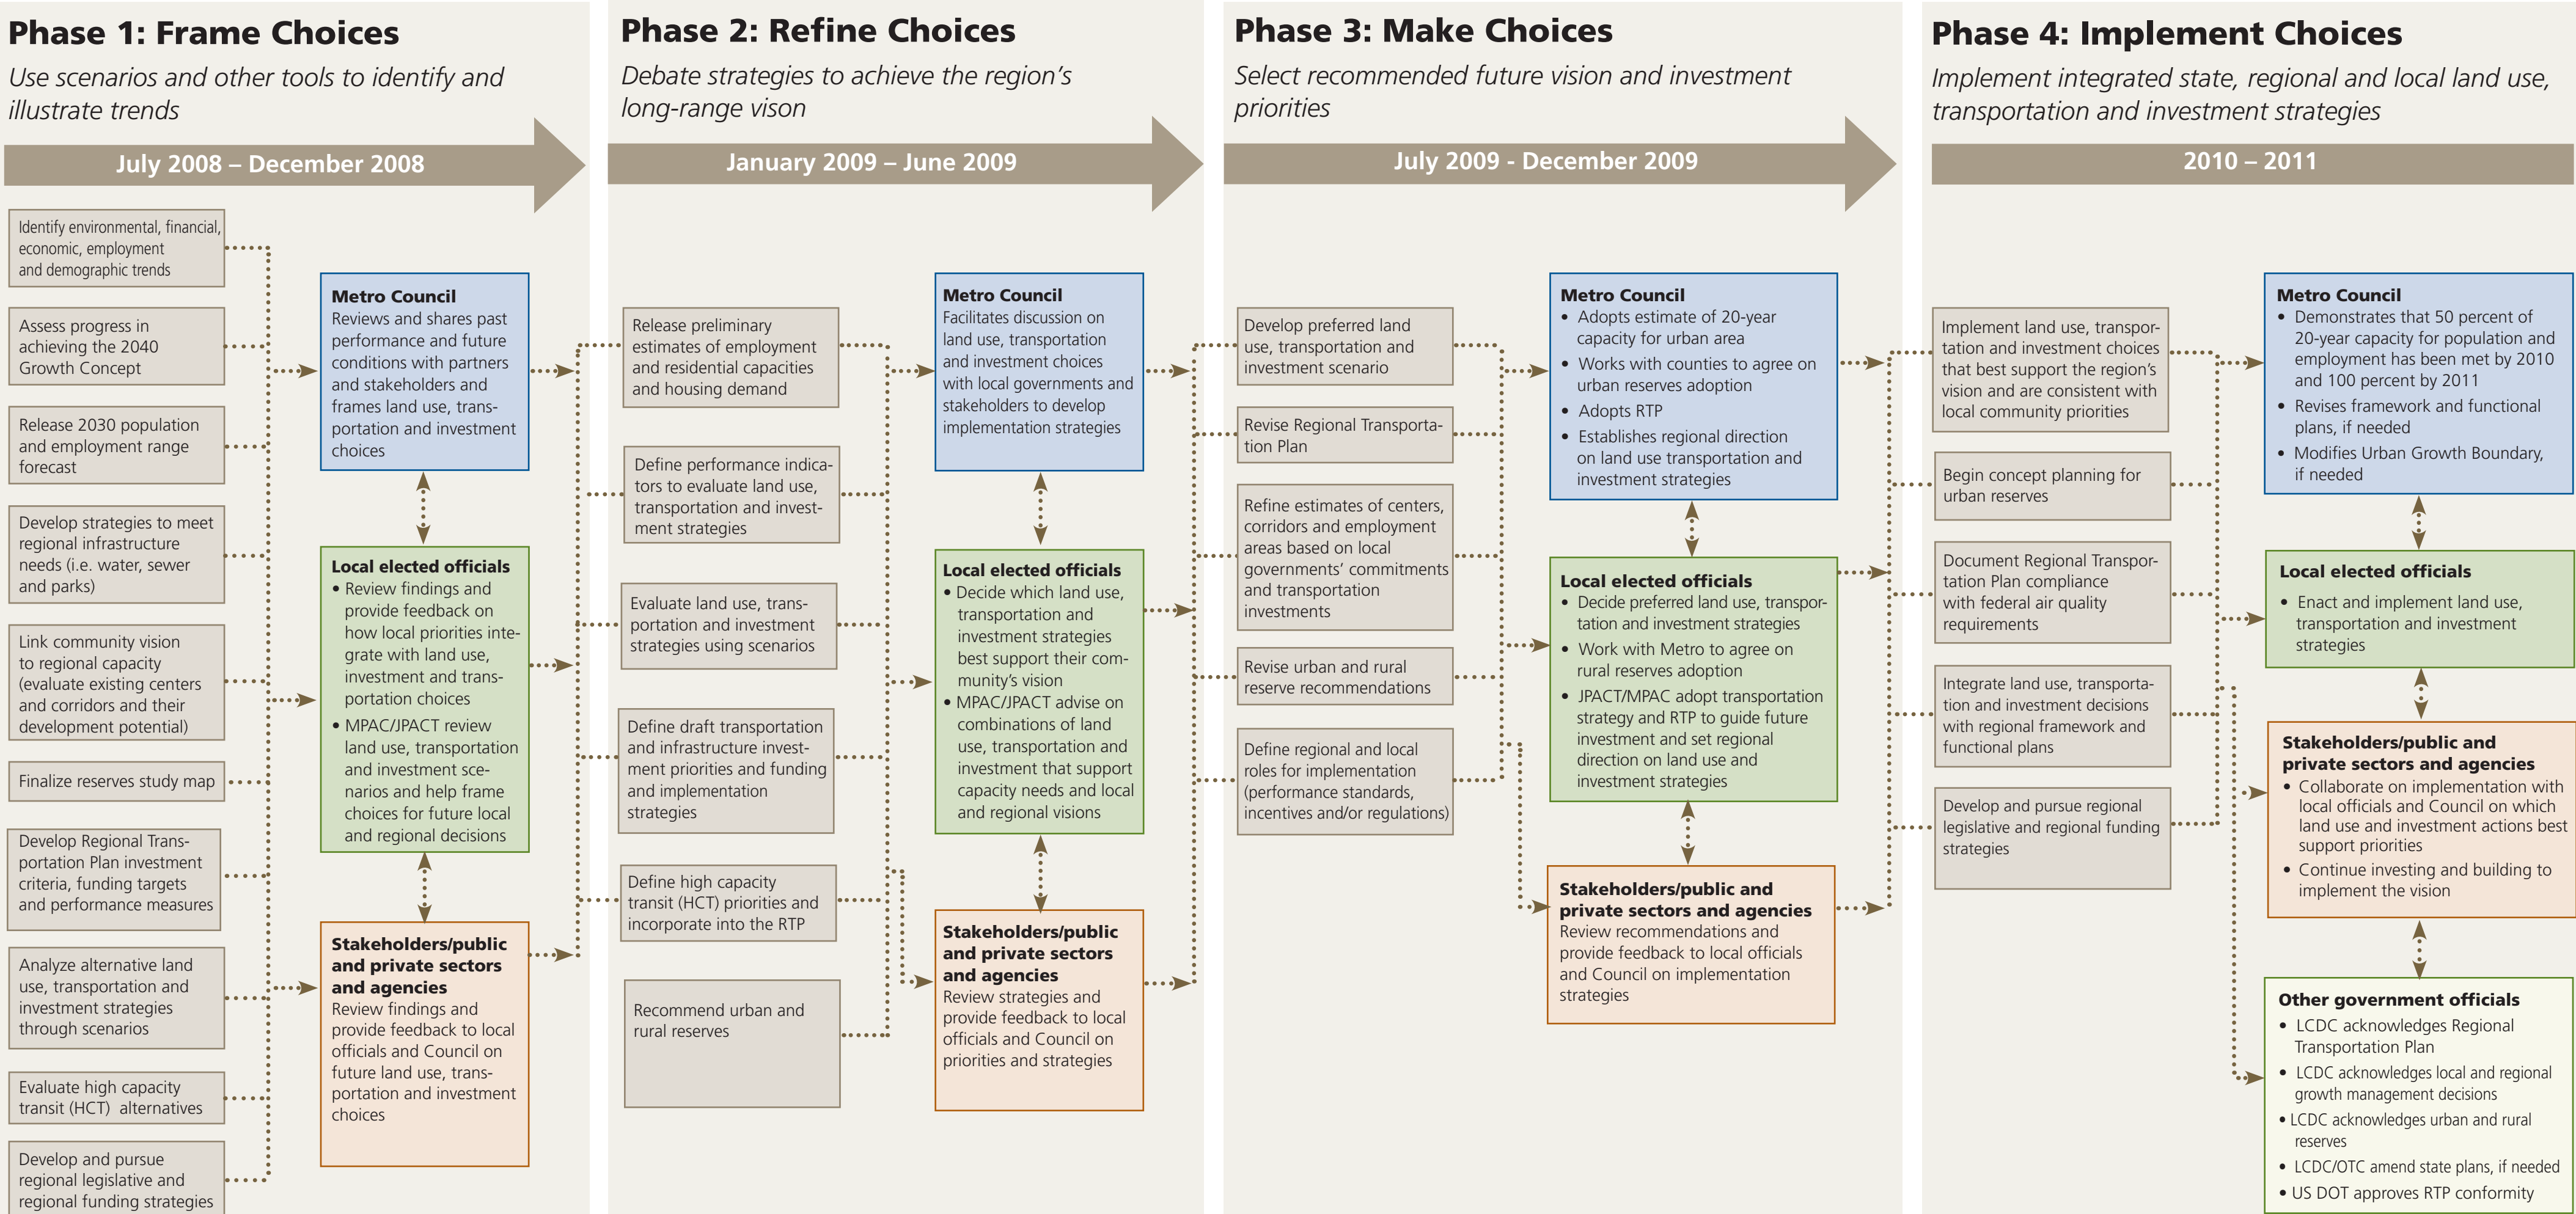 Phase 1: Frame Choices
Use scenarios and other tools to identify and
illustrate trends
July 2008 – December 2008
Identify environmental, financial,
economic, employment
and demographic trends
Assess progress in
achieving the 2040
Growth Concept
Release 2030 population
and employment range
forecast
Develop strategies to meet
regional infrastructure
needs (i.e. water, sewer
and parks)
Link community vision
to regional capacity
(evaluate existing centers
and corridors and their
development potential)
Finalize reserves study map
Develop Regional Trans-
portation Plan investment
criteria, funding targets
and performance measures
Analyze alternative land
use, transportation and
investment strategies
through scenarios
Evaluate high capacity
transit (HCT) alternatives
Develop and pursue
regional legislative and
regional funding strategies
Metro Council
Reviews and shares past
performance and future
conditions with partners
and stakeholders and
frames land use, trans-
portation and investment
choices
Local elected officials
• Review findings and
provide feedback on
how local priorities inte-
grate with land use,
investment and trans-
portation choices
• MPAC/JPACT review
land use, transportation
and investment sce-
narios and help frame
choices for future local
and regional decisions
Stakeholders/public
and private sectors
and agencies
Review findings and
provide feedback to local
officials and Council on
future land use, trans-
portation and investment
choices
Phase 2: Refine Choices
Debate strategies to achieve the region's
long-range vison
January 2009 – June 2009
Release preliminary
estimates of employment
and residential capacities
and housing demand
Define performance indica-
tors to evaluate land use,
transportation and invest-
ment strategies
Evaluate land use, trans-
portation and investment
strategies using scenarios
Define draft transportation
and infrastructure invest-
ment priorities and funding
and implementation
strategies
Define high capacity
transit (HCT) priorities and
incorporate into the RTP
Recommend urban and
rural reserves
Metro Council
Facilitates discussion on
land use, transportation
and investment choices
with local governments and
stakeholders to develop
implementation strategies
Local elected officials
• Decide which land use,
transportation and
investment strategies
best support their com-
munity's vision
• MPAC/JPACT advise on
combinations of land
use, transportation and
investment that support
capacity needs and local
and regional visions
Stakeholders/public
and private sectors
and agencies
Review strategies and
provide feedback to local
officials and Council on
priorities and strategies
Phase 3: Make Choices
Select recommended future vision and investment
priorities
July 2009 - December 2009
Develop preferred land
use, transportation and
investment scenario
Revise Regional Transporta-
tion Plan
Refine estimates of centers,
corridors and employment
areas based on local
governments' commitments
and transportation
investments
Revise urban and rural
reserve recommendations
Define regional and local
roles for implementation
(performance standards,
incentives and/or regulations)
Metro Council
• Adopts estimate of 20-year
capacity for urban area
• Works with counties to agree on
urban reserves adoption
• Adopts RTP
• Establishes regional direction
on land use transportation and
investment strategies
Local elected officials
• Decide preferred land use, transpor-
tation and investment strategies
• Work with Metro to agree on
rural reserves adoption
• JPACT/MPAC adopt transportation
strategy and RTP to guide future
investment and set regional
direction on land use and
investment strategies
Stakeholders/public and
private sectors and agencies
Review recommendations and
provide feedback to local officials
and Council on implementation
strategies
Phase 4: Implement Choices
Implement integrated state, regional and local land use,
transportation and investment strategies
2010 – 2011
Implement land use, transpor-
tation and investment choices
that best support the region's
vision and are consistent with
local community priorities
Begin concept planning for
urban reserves
Document Regional Transpor-
tation Plan compliance
with federal air quality
requirements
Integrate land use, transporta-
tion and investment decisions
with regional framework and
functional plans
Develop and pursue regional
legislative and regional funding
strategies
Metro Council
• Demonstrates that 50 percent of
20-year capacity for population and
employment has been met by 2010
and 100 percent by 2011
• Revises framework and functional
plans, if needed
• Modifies Urban Growth Boundary,
if needed
Local elected officials
• Enact and implement land use,
transportation and investment
strategies
Stakeholders/public and
private sectors and agencies
• Collaborate on implementation with
local officials and Council on which
land use and investment actions best
support priorities
• Continue investing and building to
implement the vision
Other government officials
• LCDC acknowledges Regional
Transportation Plan
• LCDC acknowledges local and regional
growth management decisions
• LCDC acknowledges urban and rural
reserves
• LCDC/OTC amend state plans, if needed
• US DOT approves RTP conformity